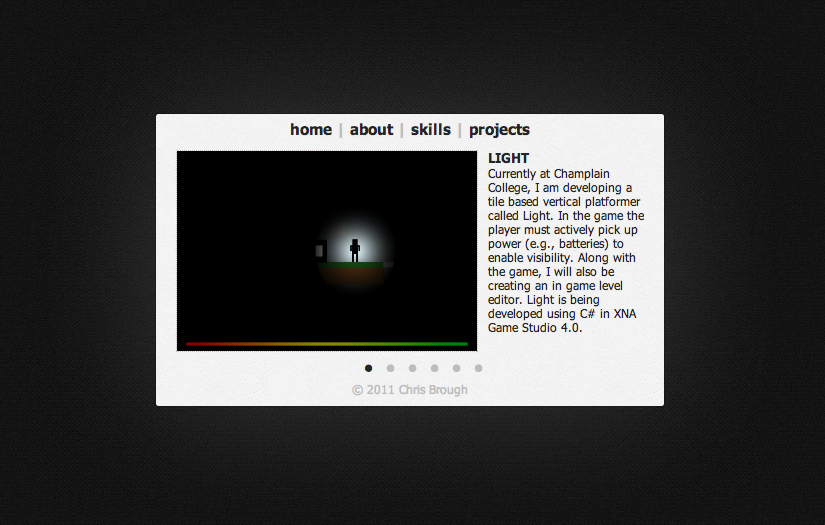 home | about | skills | projects
LIGHT
Currently at Champlain
College, I am developing a
tile based vertical platformer
called Light. In the game the
player must actively pick up
power (e.g., batteries) to
enable visibility. Along with
the game, I will also be
creating an in game level
editor. Light is being
developed using C# in XNA
Game Studio 4.0.
© 2011 Chris Brough